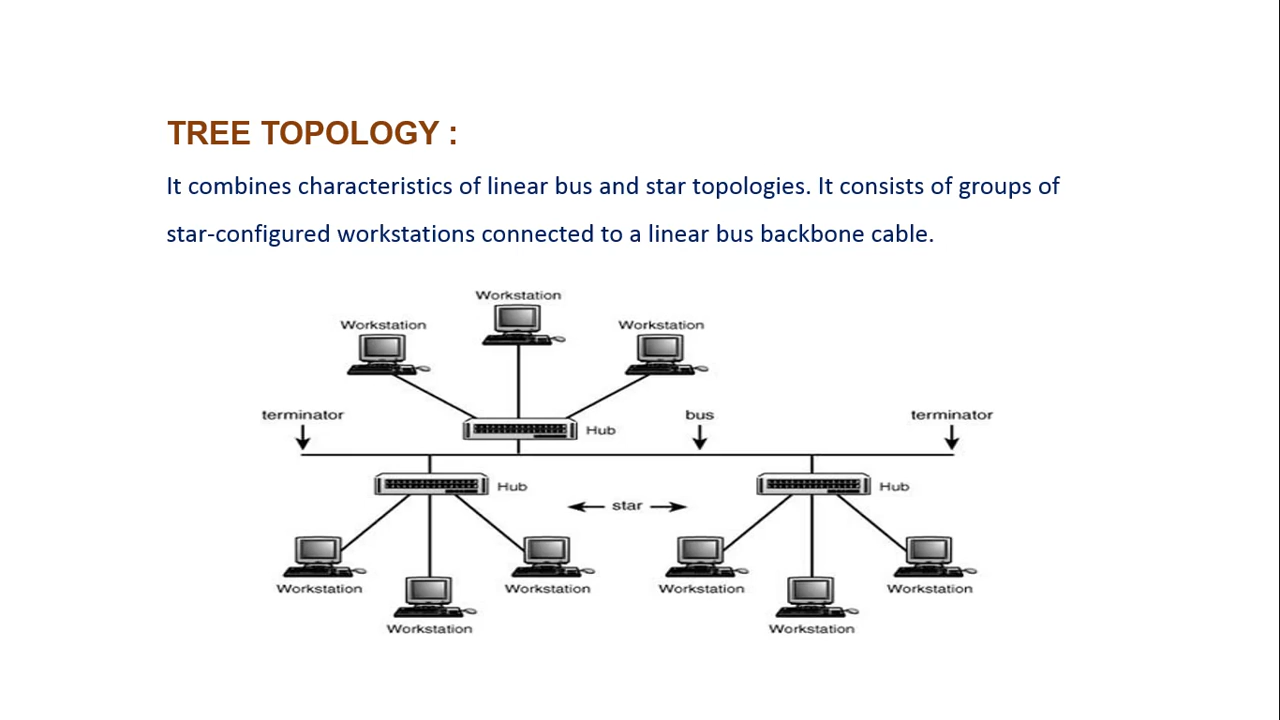 TREE TOPOLOGY :
It combines characteristics of linear bus and star topologies. It consists of groups of
star-configured workstations connected to a linear bus backbone cable.
Workstation
Workstation
Workstation
terminator
bus
terminator
Hub
Hub
star
Hub
Workstation
Workstation
Workstation
Workstation
Workstation
Workstation